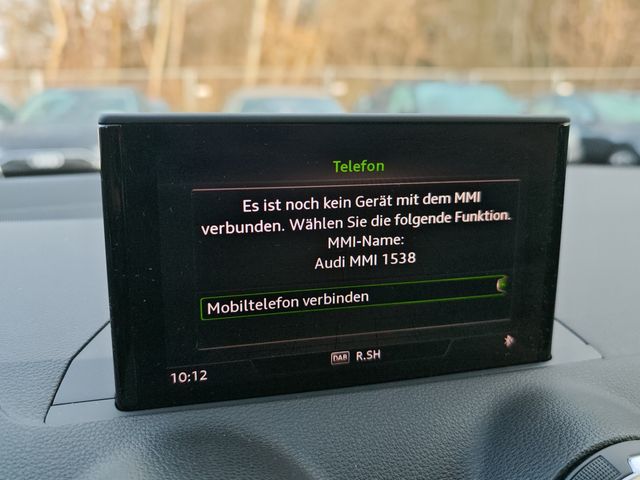 Telefon
Es ist noch kein Gerät mit dem MMI
verbunden. Wählen Sie die folgende Funktion.
MMI-Name:
Audi MMI 1538
Mobiltelefon verbinden
DAB R.SH
10:12